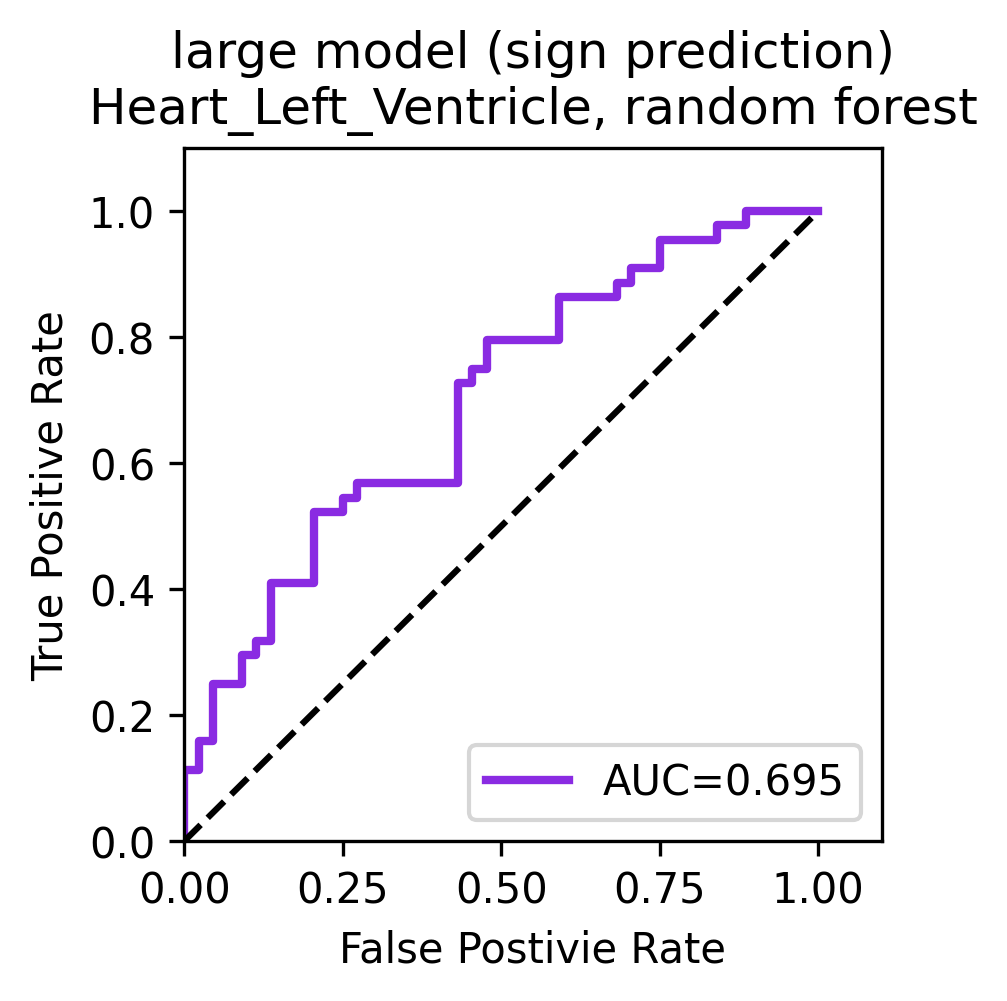 large model (sign prediction)
Heart_Left_Ventricle, random forest
1.0
0.8
0.6
0.4
0.2
0.0
True Positive Rate
AUC=0.695
0.00 0.25 0.50 0.75 1.00
False Postivie Rate